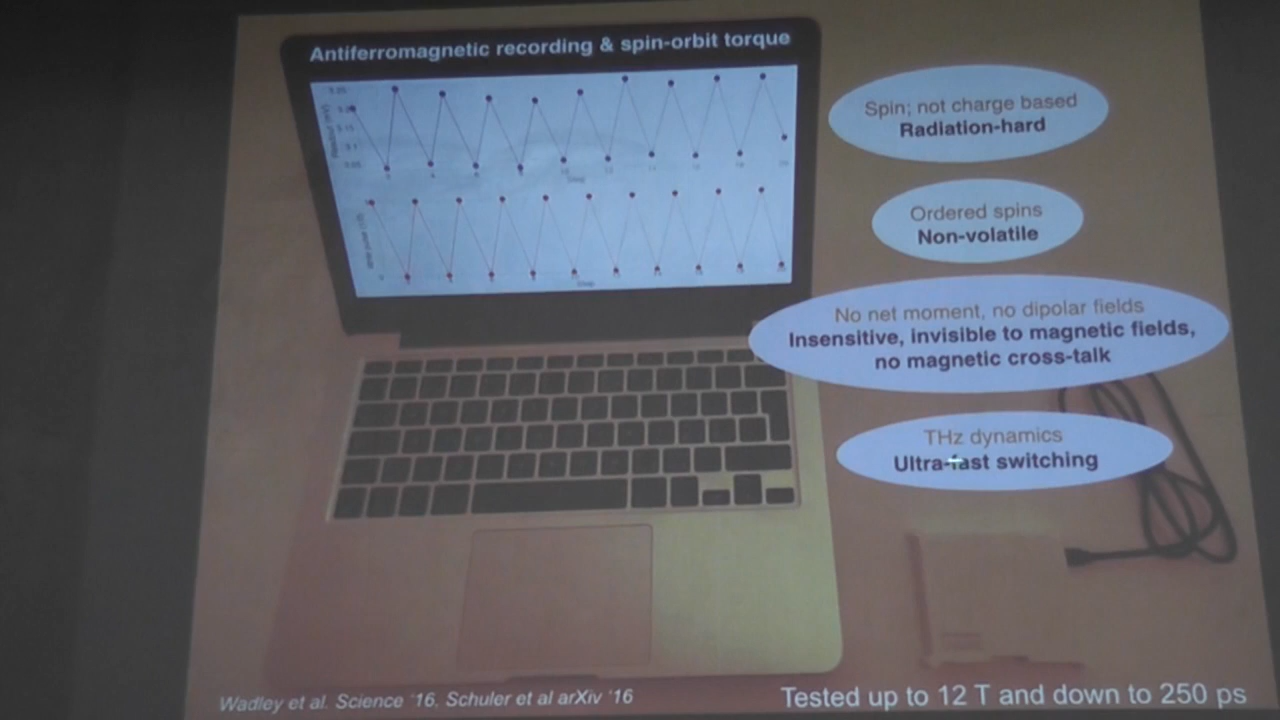 Antiferromagnetic recording & spin-orbit torque
Spin; not charge based
Radiation-hard
Ordered spins
Non-volatile
No net moment, no dipolar fields
Insensitive, invisible to magnetic fields,
no magnetic cross-talk
THz dynamics
Ultra-fast switching
Wadley et al. Science '16, Schuler et al arXiv '16
Tested up to 12 T and down to 250 ps